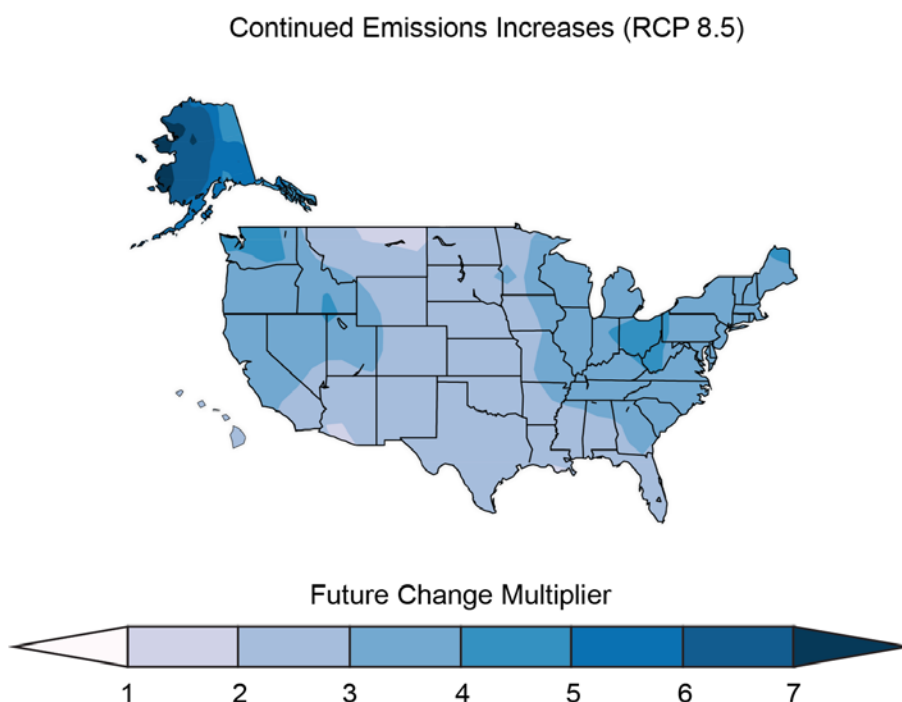 Continued Emissions Increases (RCP 8.5)
Future Change Multiplier
1 2 3 4 5 6 7